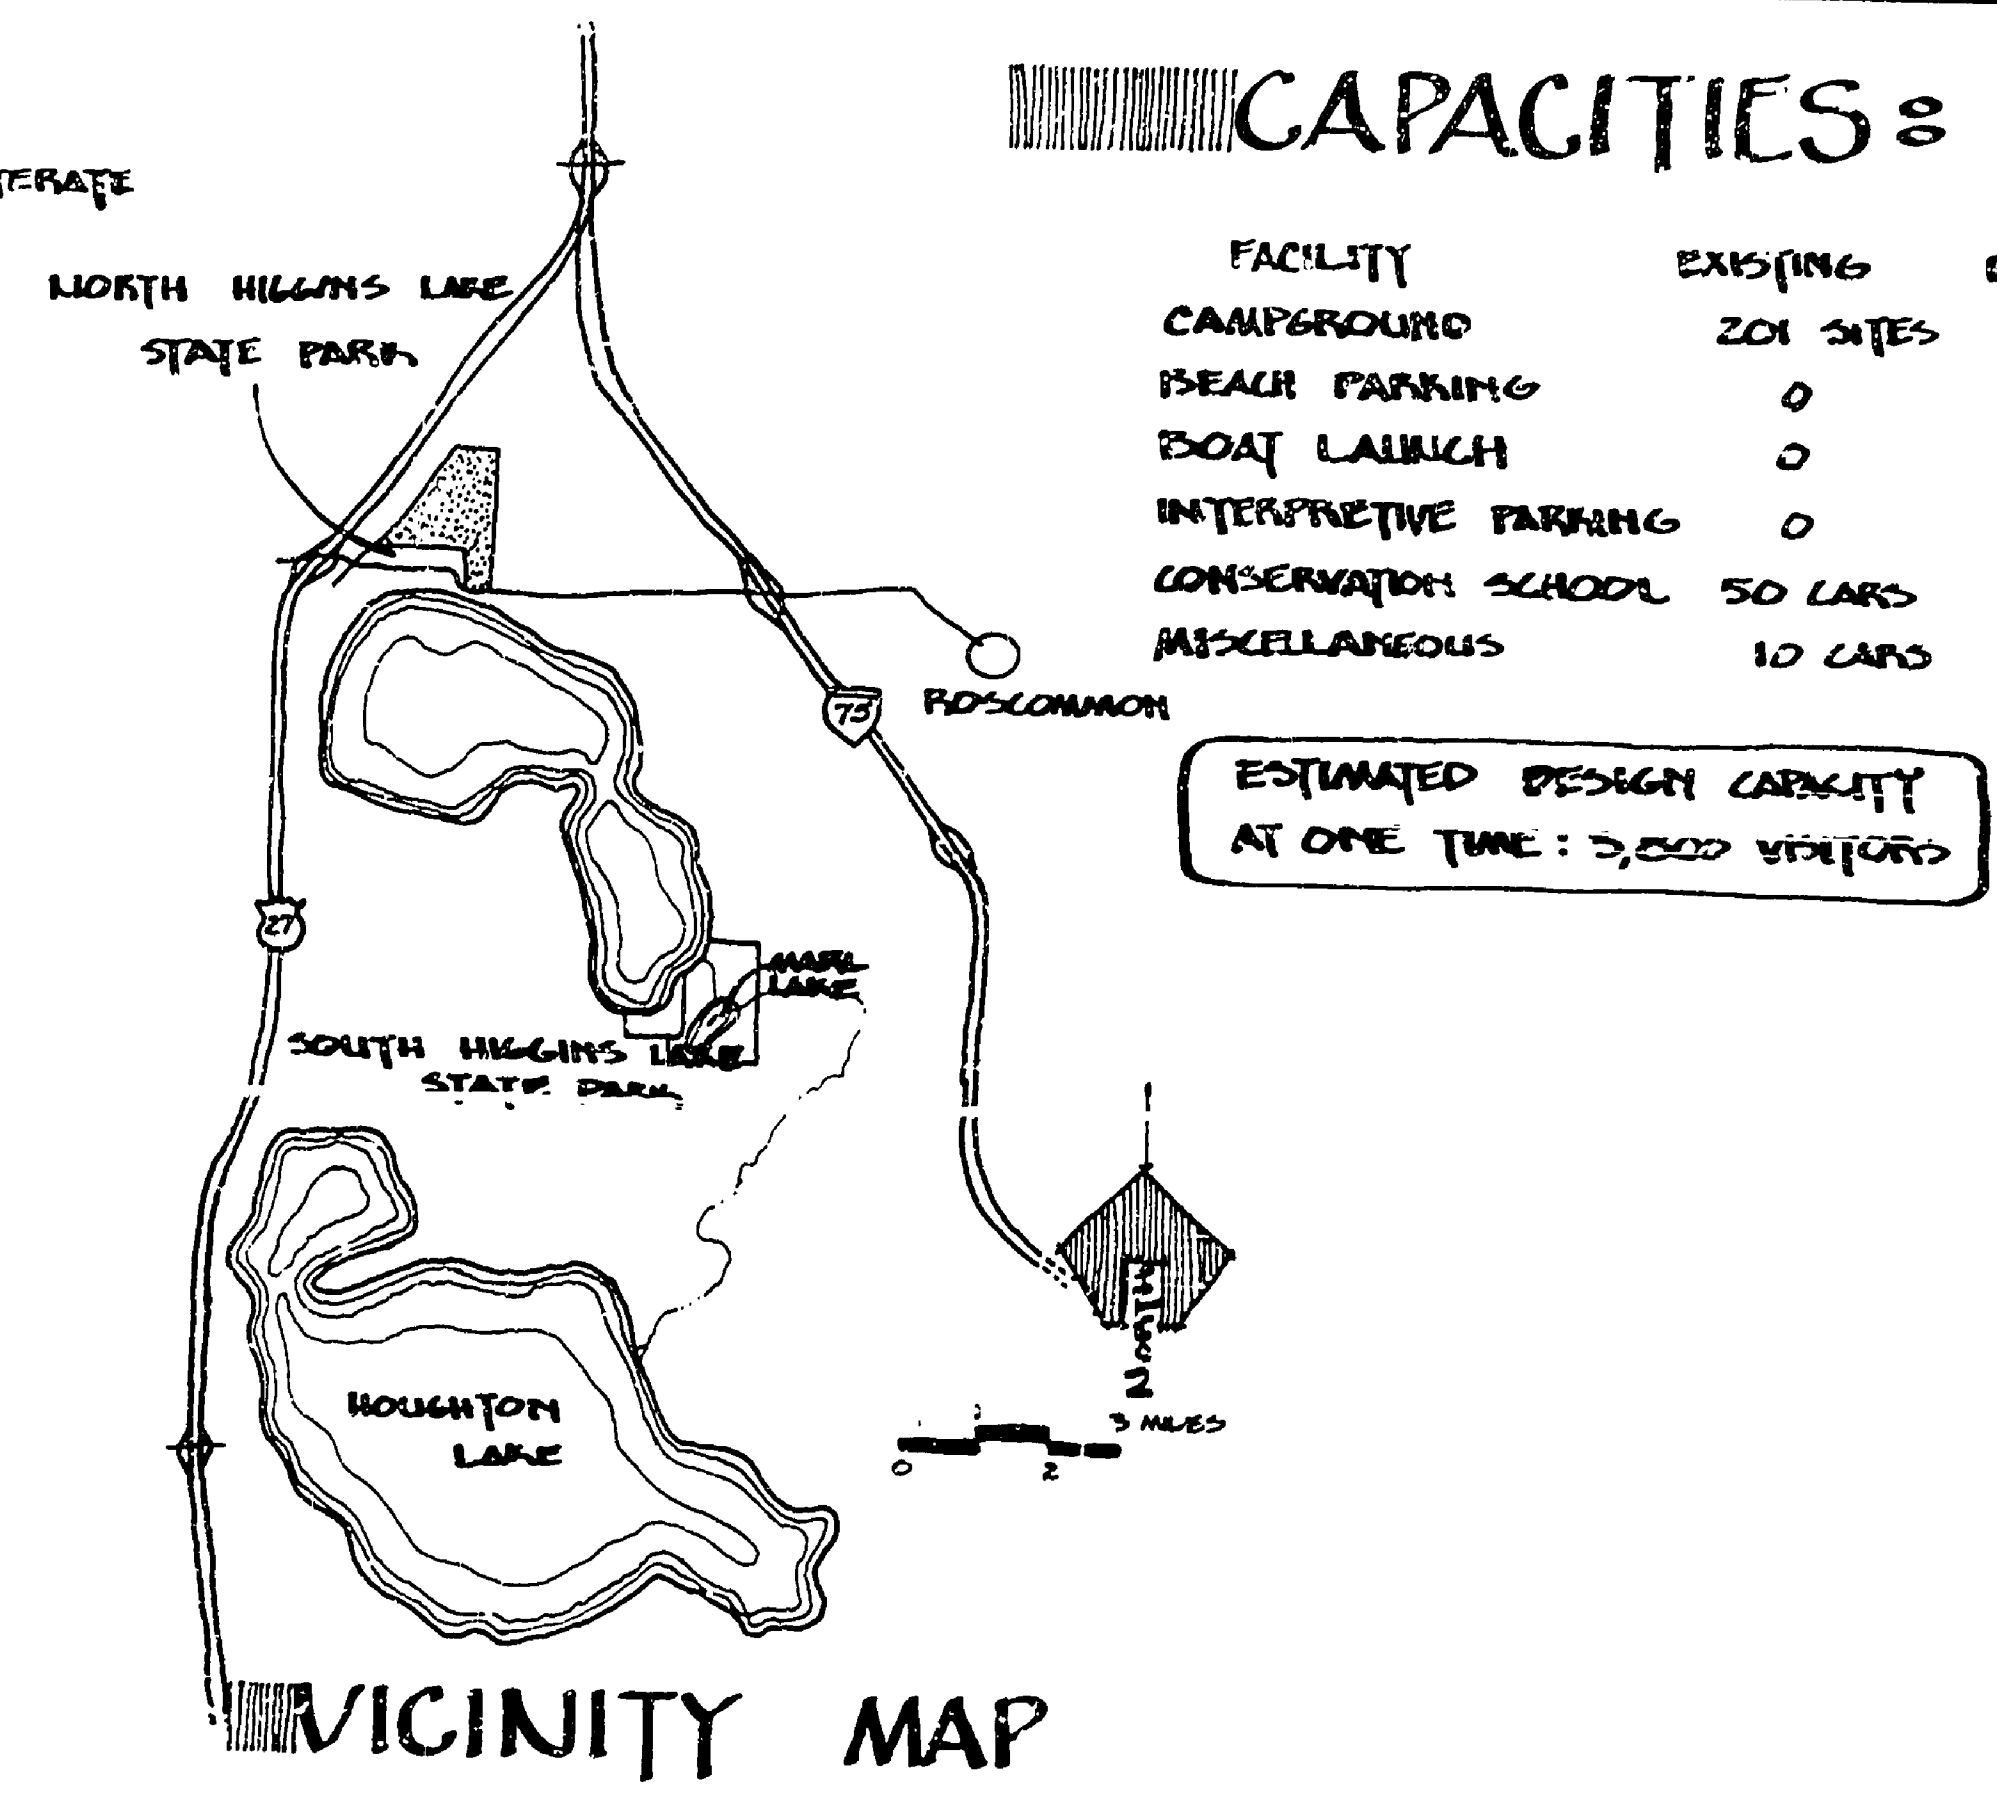 CAPACITIES:
TERATE
FACILITY EXISTING
NORTH HIGGINS LAKE
STATE PARK
CAMPGROUND 201 SITES
BEACH PARKING 0
BOAT LAUNCH 0
INTERPRETIVE PARKING 0
CONSERVATION SCHOOL 50 CARS
MISCELLANEOUS 10 CARS
75
ROSCOMMON
ESTIMATED DESIGN CAPACITY
AT ONE TIME: VISITORS
27
MARL
LAKE
SOUTH HIGGINS LAKE
STATE PARK
HOUGHTON
LAKE
2
3 MILES
0 2
VICINITY MAP